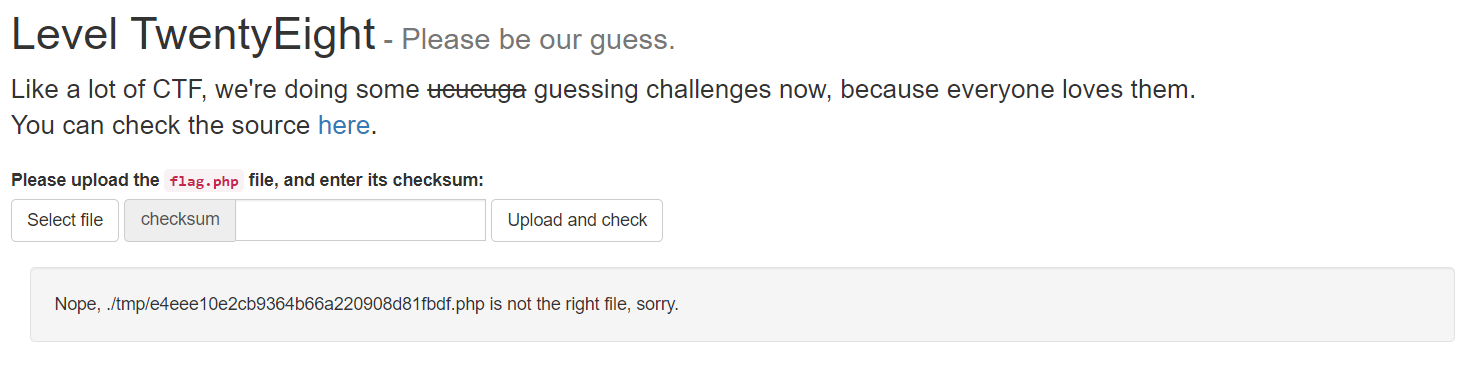 Level TwentyEight - Please be our guess.
Like a lot of CTF, we're doing some ucucuga guessing challenges now, because everyone loves them.
You can check the source here.
Please upload the flag.php file, and enter its checksum:
Select file checksum Upload and check
Nope, ./tmp/e4eee10e2cb9364b66a220908d81fbdf.php is not the right file, sorry.